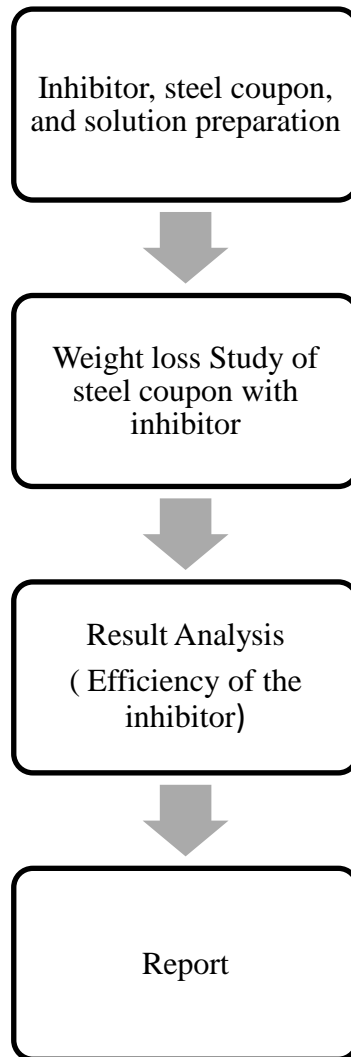 Inhibitor, steel coupon,
and solution preparation
Weight loss Study of
steel coupon with
inhibitor
Result Analysis
( Efficiency of the
inhibitor)
Report